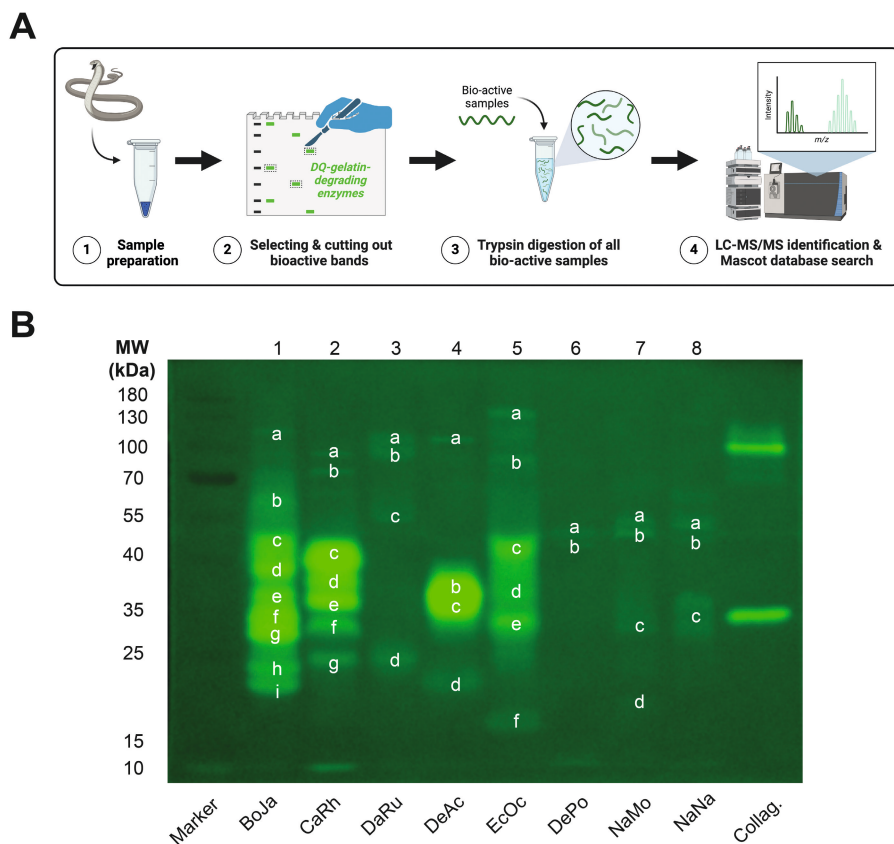 A
Bio-active
samples
DQ-gelatin-
degrading
enzymes
Intensity
m/z
1 Sample
preparation
2 Selecting & cutting out
bioactive bands
3 Trypsin digestion of all
bio-active samples
4 LC-MS/MS identification &
Mascot database search
B
MW
(kDa)
1 2 3 4 5 6 7 8
180
130
100
70
55
40
35
25
15
10
a b c d e f g h i
a b c d e f g
a b c d
a b c d
a b c d e f
a b
a b c d
a b c
Marker BoJa CaRh DaRu DeAc EcOc DePo NaMo NaNa Collag.